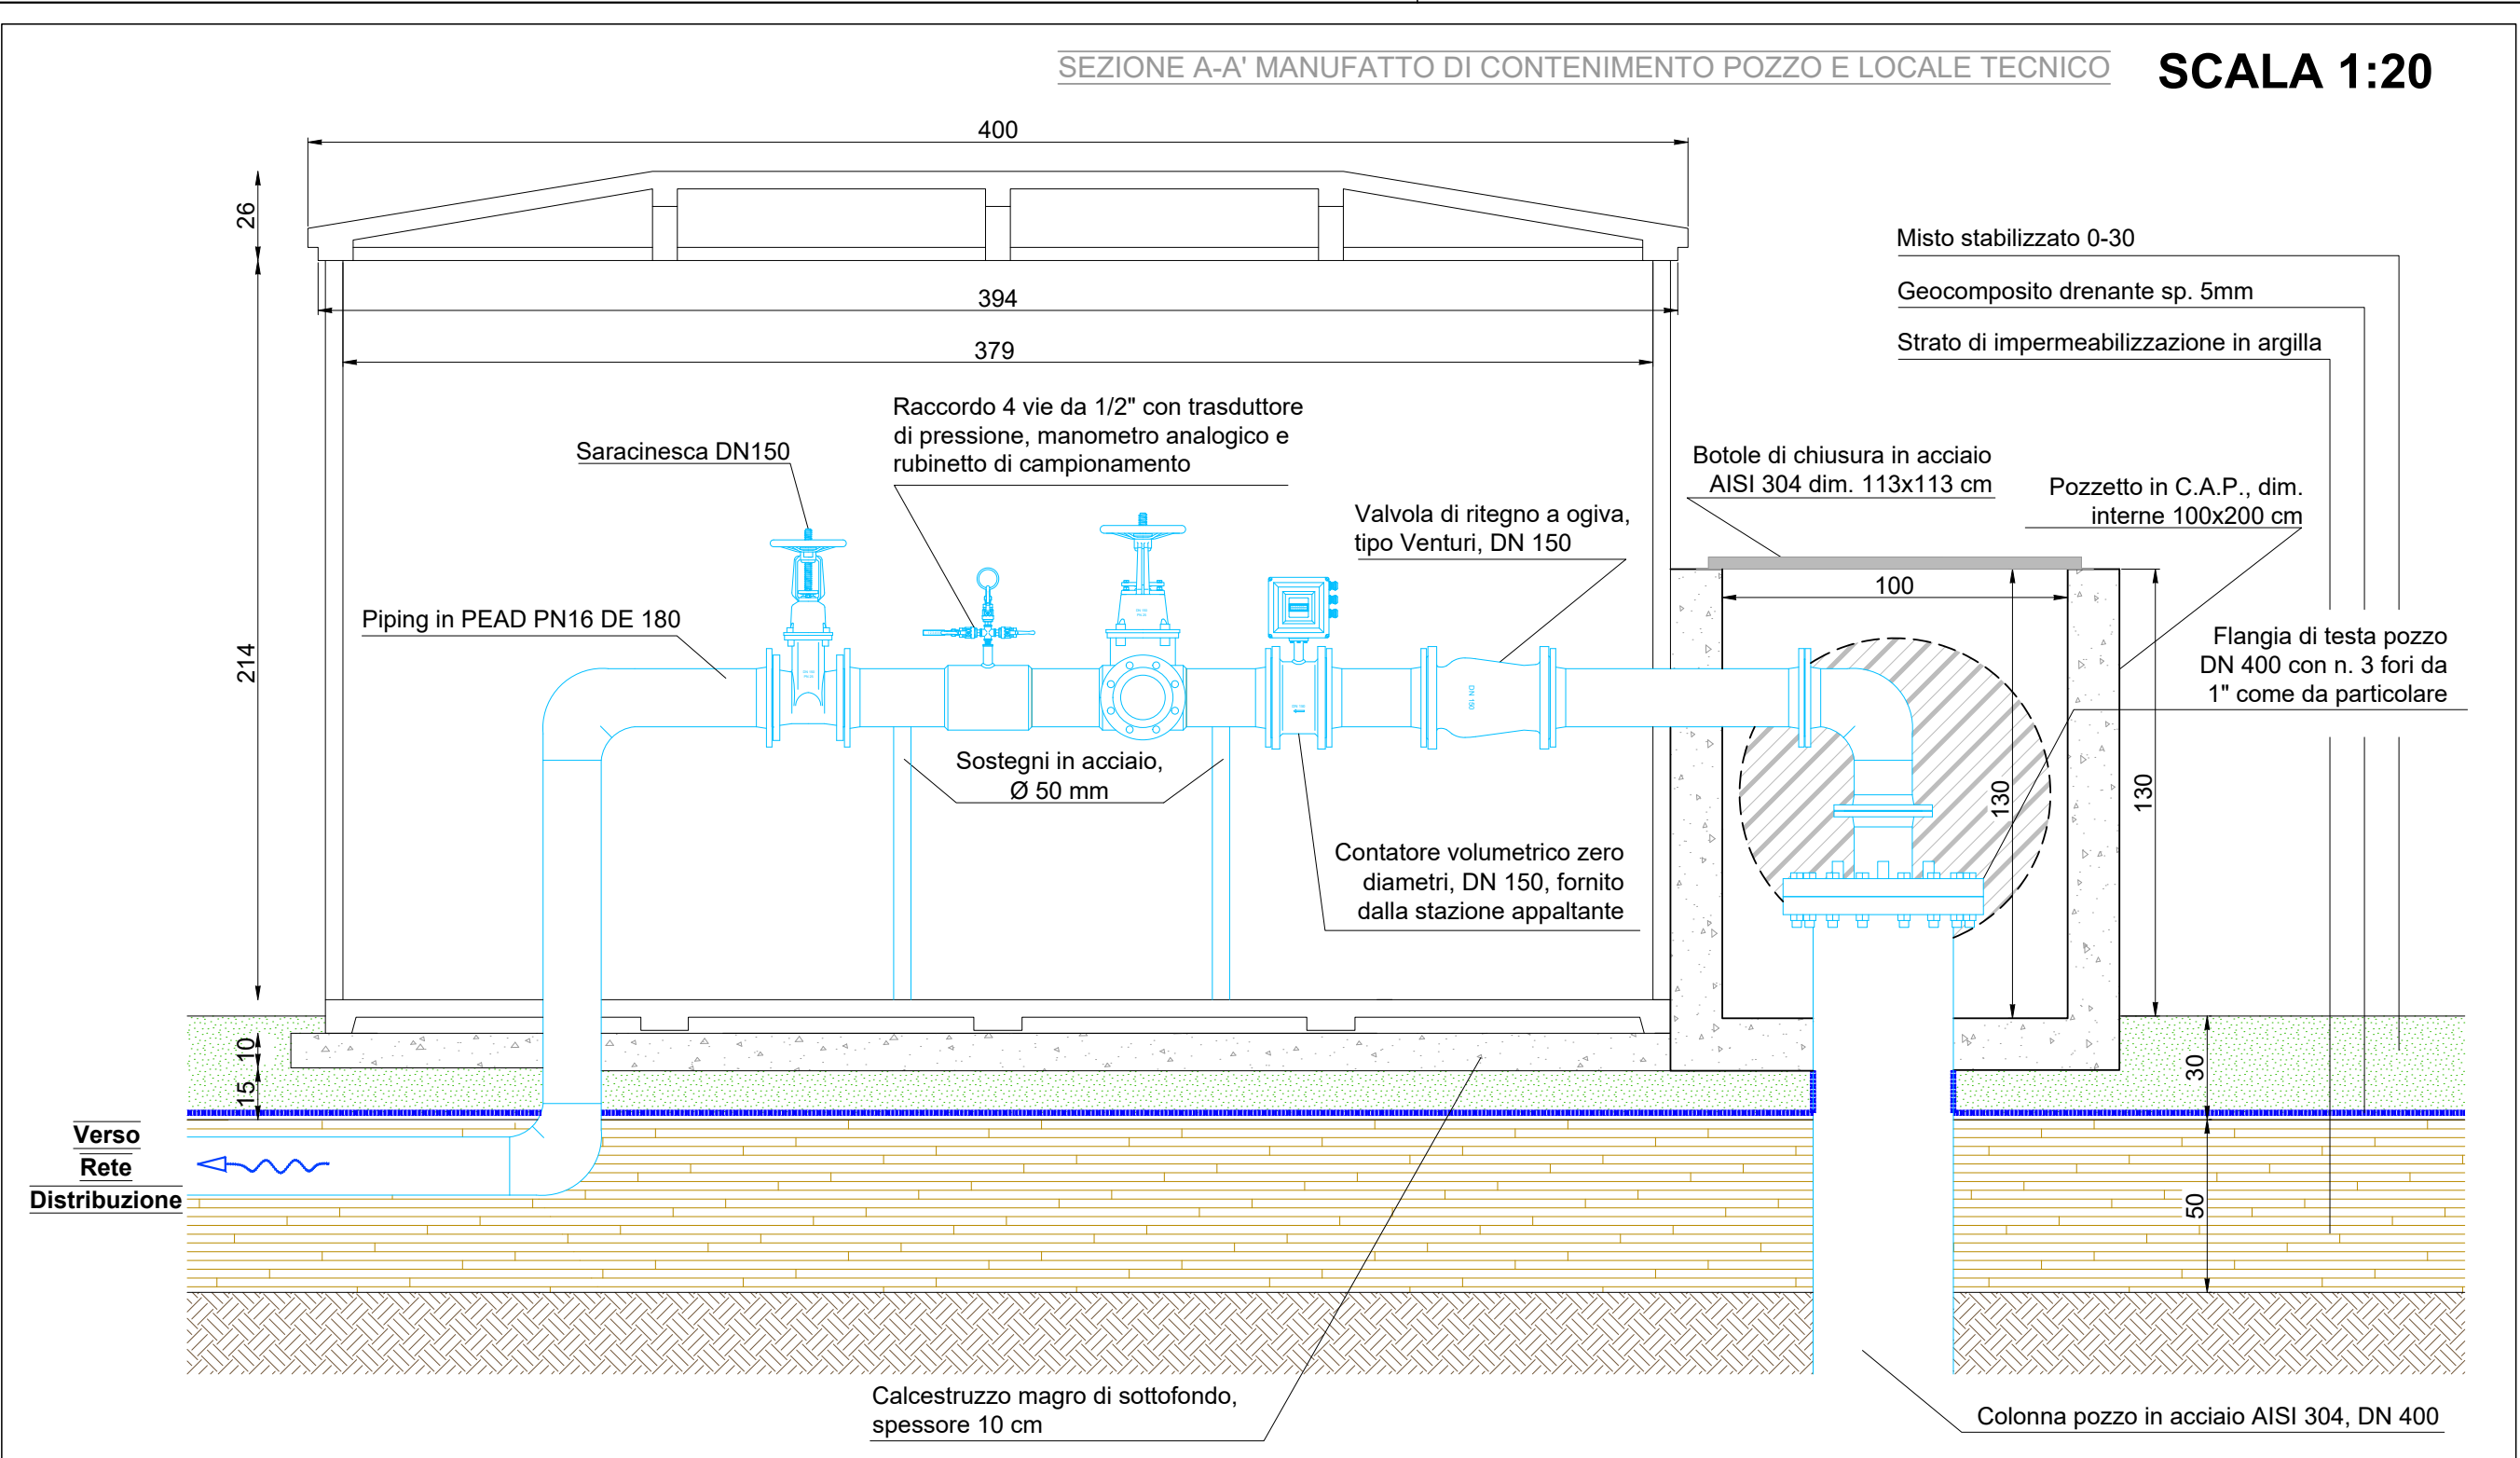 SEZIONE A-A' MANUFATTO DI CONTENIMENTO POZZO E LOCALE TECNICO
SCALA 1:20
400
26
394
379
214
Misto stabilizzato 0-30
Geocomposito drenante sp. 5mm
Strato di impermeabilizzazione in argilla
Raccordo 4 vie da 1/2" con trasduttore
di pressione, manometro analogico e
rubinetto di campionamento
Saracinesca DN150
Botole di chiusura in acciaio
AISI 304 dim. 113x113 cm
Pozzetto in C.A.P., dim.
interne 100x200 cm
Valvola di ritegno a ogiva,
tipo Venturi, DN 150
100
Piping in PEAD PN16 DE 180
Flangia di testa pozzo
DN 400 con n. 3 fori da
1" come da particolare
DN 150
Sostegni in acciaio,
Ø 50 mm
130
130
Contatore volumetrico zero
diametri, DN 150, fornito
dalla stazione appaltante
10
15
30
50
Verso
Rete
Distribuzione
Calcestruzzo magro di sottofondo,
spessore 10 cm
Colonna pozzo in acciaio AISI 304, DN 400